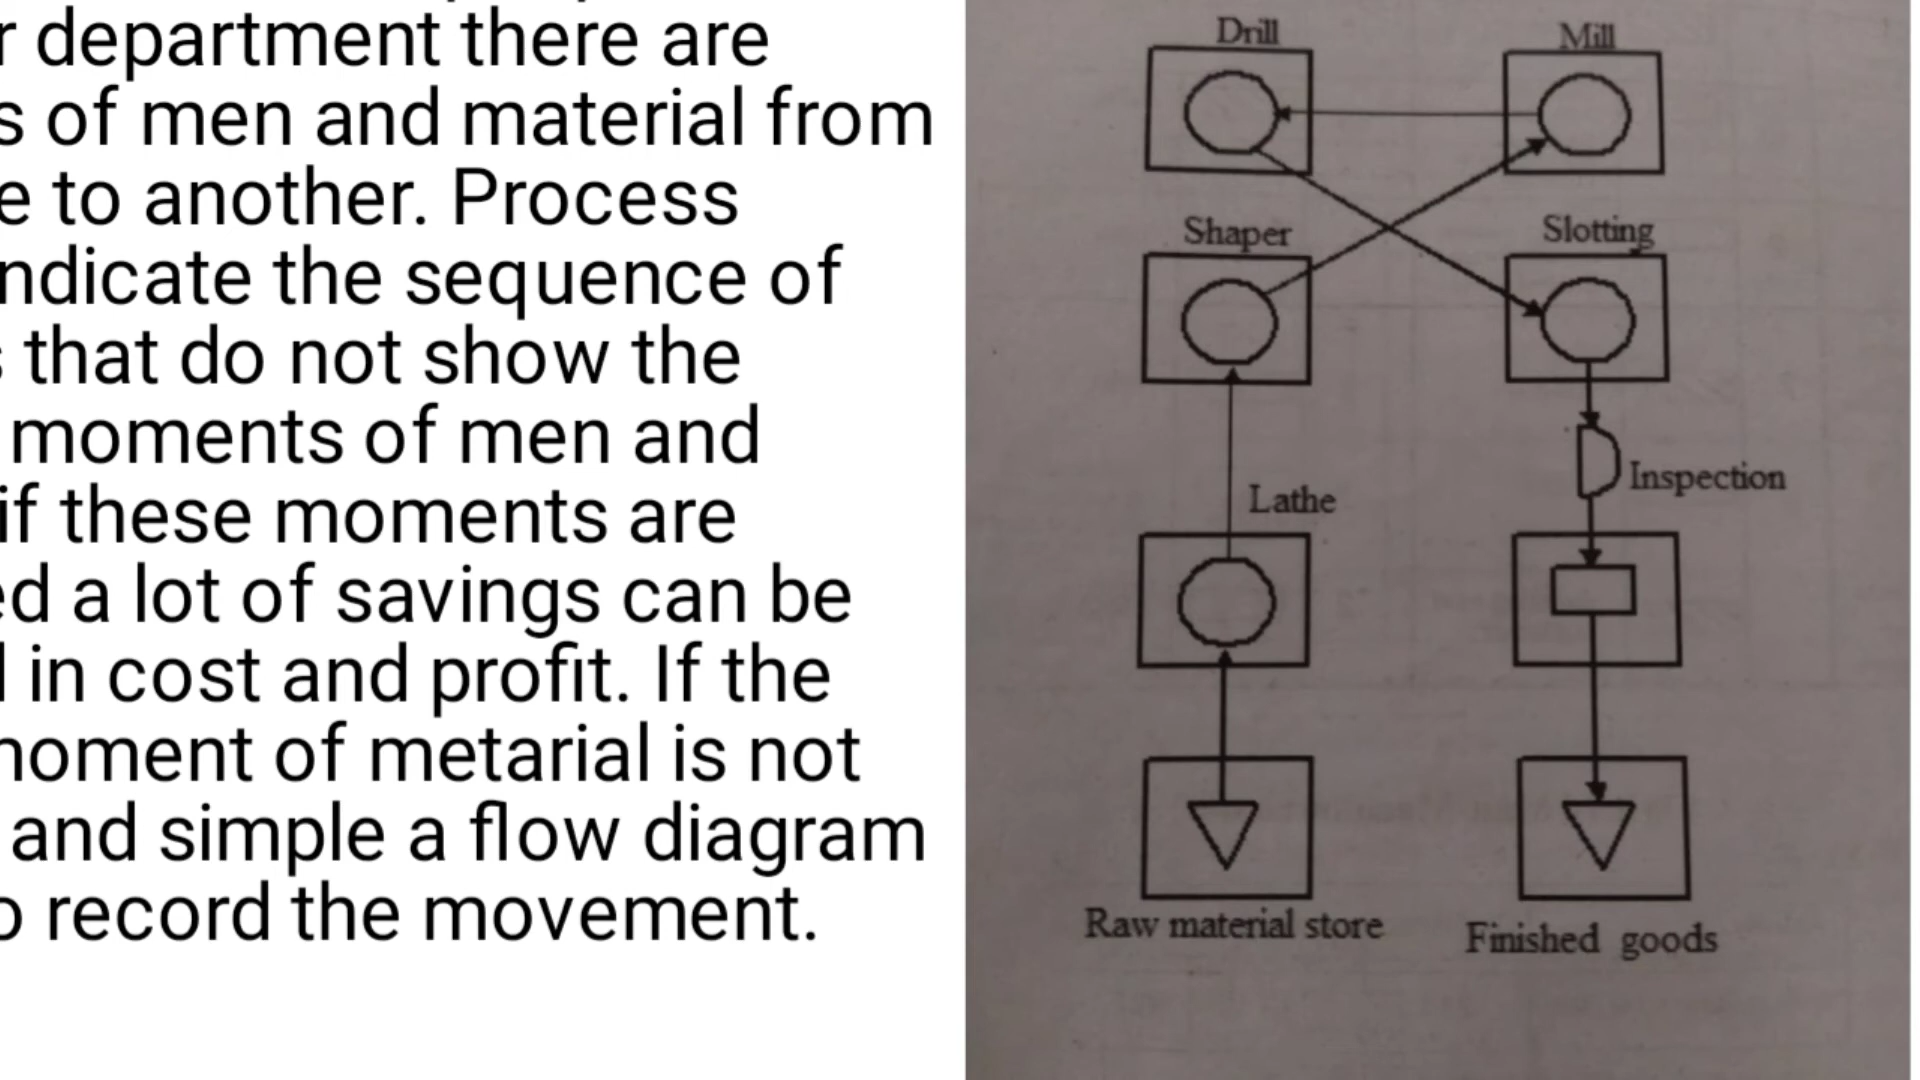 department there are
of men and material from
to another. Process
indicate the sequence of
that do not show the
moments of men and
if these moments are
a lot of savings can be
in cost and profit. If the
moment of metarial is not
and simple a flow diagram
record the movement.
Drill
Mill
Shaper
Slotting
Lathe
Inspection
Raw material store
Finished goods